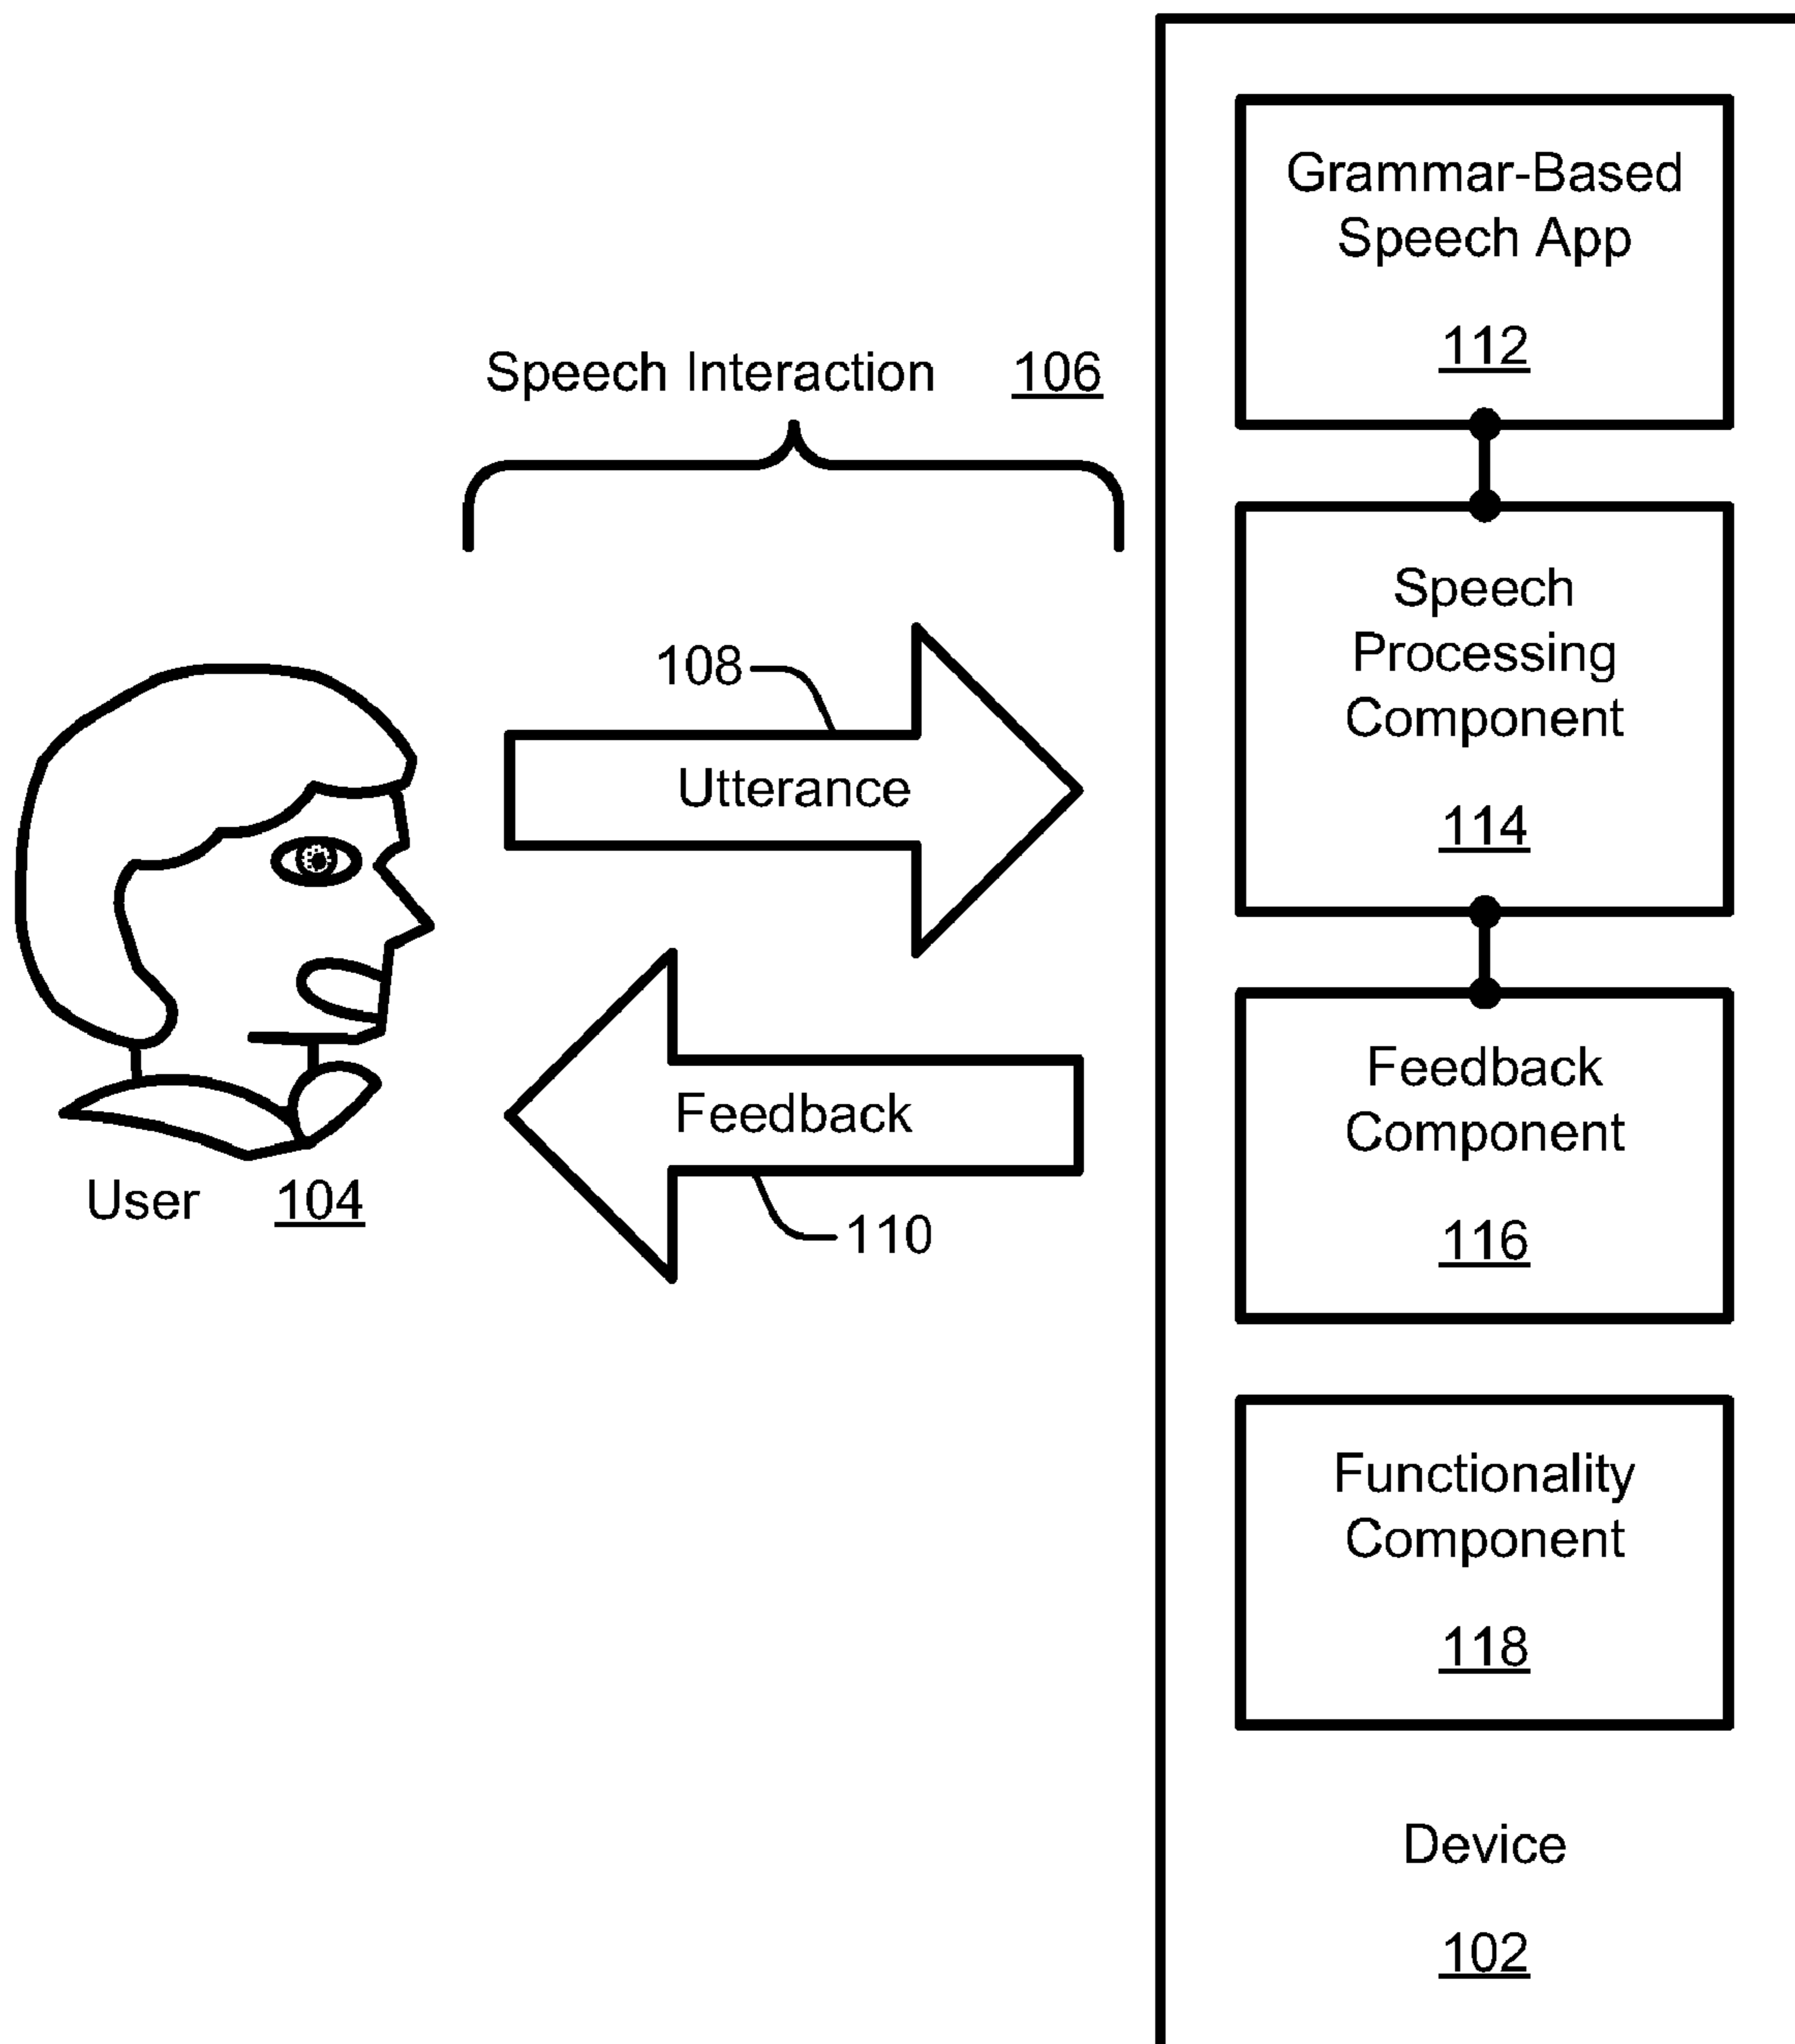 Speech Interaction 106
108
Utterance
Feedback
110
User 104
Grammar-Based
Speech App
112
Speech
Processing
Component
114
Feedback
Component
116
Functionality
Component
118
Device
102